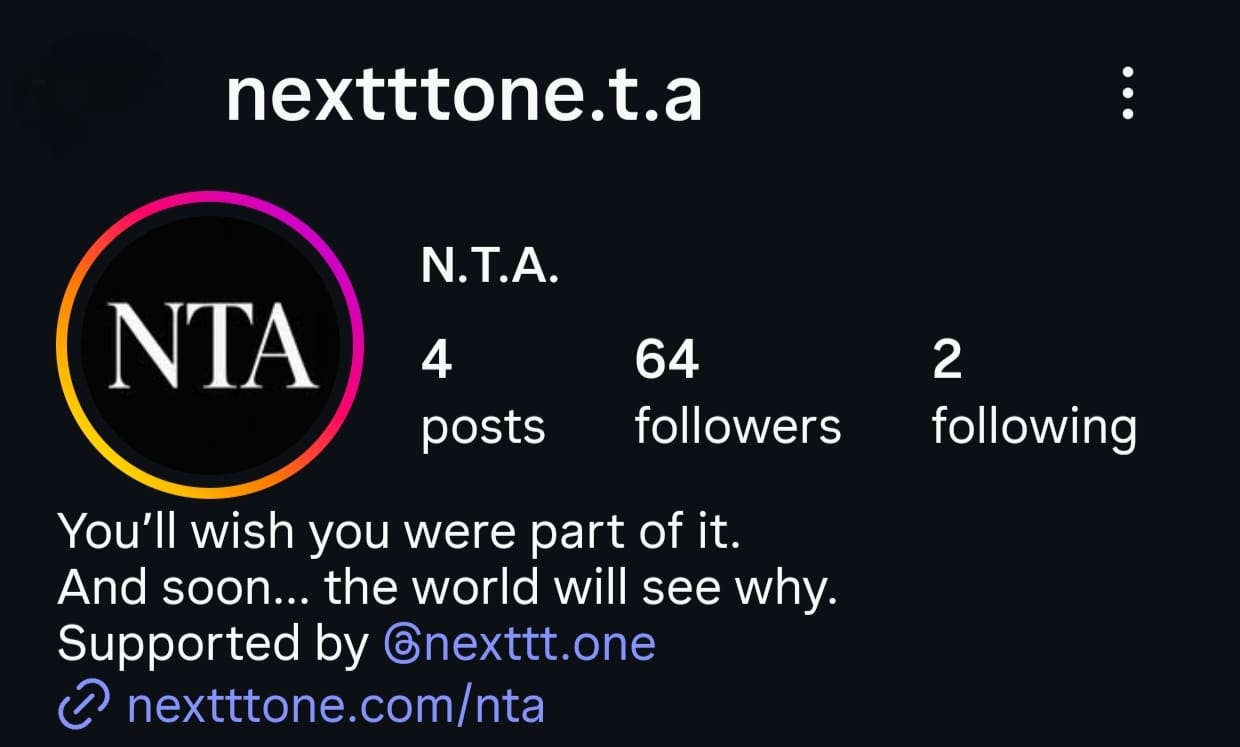 nextttone.t.a
NTA
N.T.A.
4 64 2
posts followers following
You’ll wish you were part of it.
And soon... the world will see why.
Supported by @nexttt.one
nextttone.com/nta